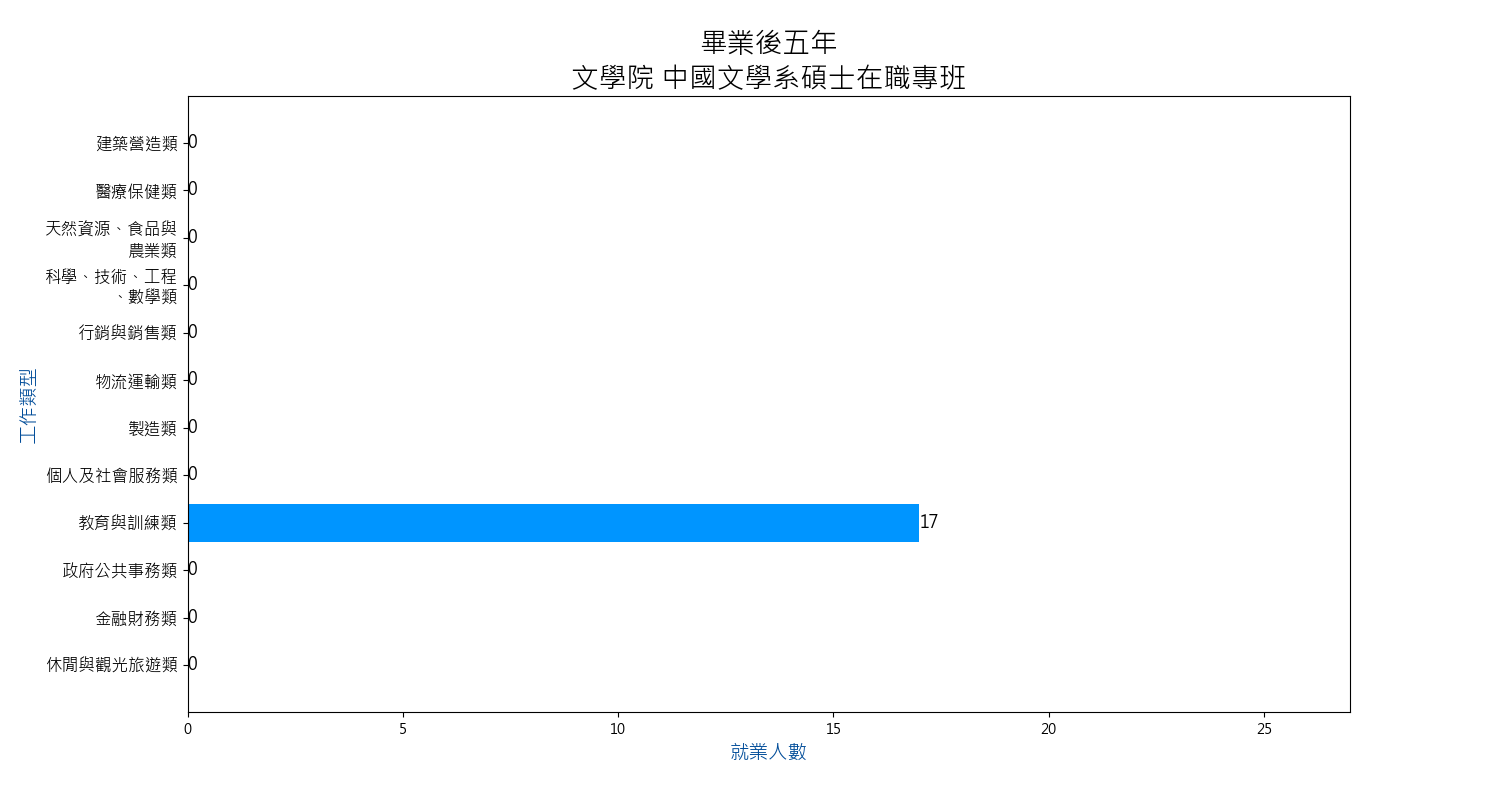 畢業後五年
文學院 中國文學系碩士在職專班
建築營造類
0
醫療保健類
0
天然資源、食品與
農業類
0
科學、技術、工程
、數學類
0
行銷與銷售類
0
物流運輸類
0
製造類
0
個人及社會服務類
0
教育與訓練類
17
政府公共事務類
0
金融財務類
0
休閒與觀光旅遊類
0
工作類型
0 5 10 15 20 25
就業人數